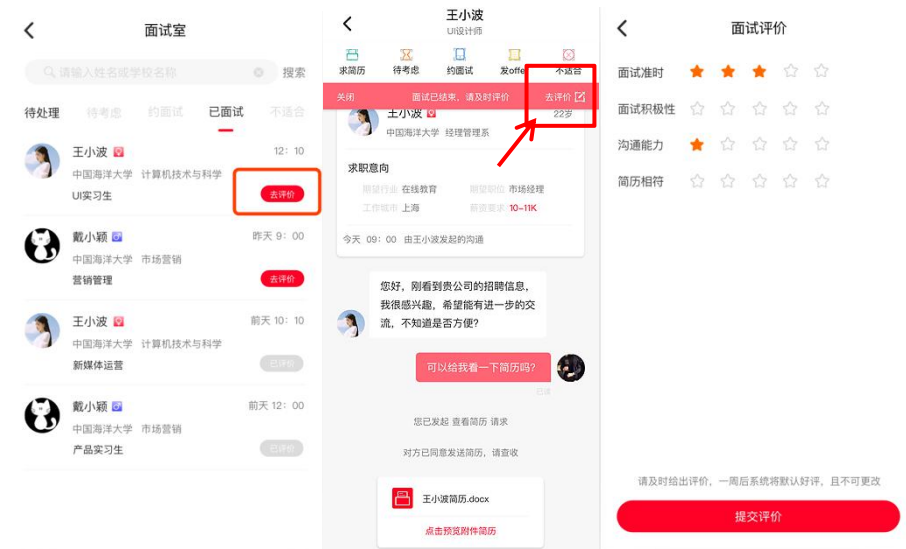 面试室
请输入姓名或学校名称
搜索
待处理 待考虑 约面试 已面试 不适合
王小波 12：10
中国海洋大学 计算机技术与科学
UI实习生 去评价
戴小颖 昨天 9：00
中国海洋大学 市场营销
营销管理 去评价
王小波 前天 10：10
中国海洋大学 计算机技术与科学
新媒体运营 已评价
戴小颖 前天 12：00
中国海洋大学 市场营销
产品实习生 已评价
王小波
UI设计师
求简历 待考虑 约面试 发offer 不适合
关闭 面试已结束，请及时评价 去评价
王小波 22岁
中国海洋大学 经理管理系
求职意向
期望行业 在线教育 期望职位 市场经理
工作城市 上海 薪资要求 10-11K
今天 09：00 由王小波发起的沟通
您好，刚看到贵公司的招聘信息，
我很感兴趣，希望能有进一步的交
流，不知道是否方便？
可以给我看一下简历吗？
已读
您已发起 查看简历 请求
对方已同意发送简历，请查收
王小波简历.docx
点击预览附件简历
面试评价
面试准时
面试积极性
沟通能力
简历相符
请及时给出评价，一周后系统将默认好评，且不可更改
提交评价